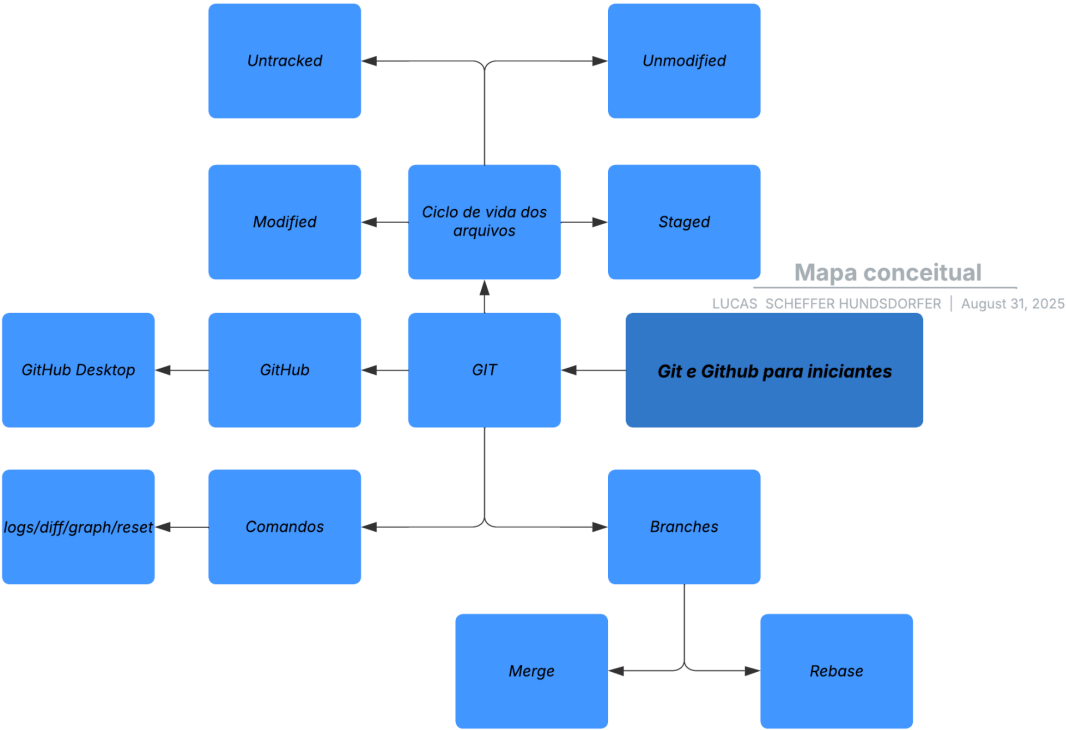 Untracked
Unmodified
Modified
Ciclo de vida dos
arquivos
Staged
Mapa conceitual
LUCAS SCHEFFER HUNDSDORFER | August 31, 2025
GitHub Desktop
GitHub
GIT
Git e Github para iniciantes
logs/diff/graph/reset
Comandos
Branches
Merge
Rebase